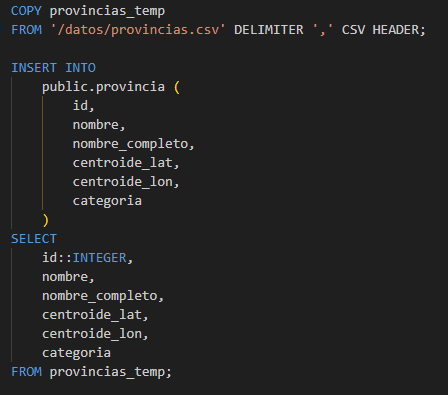 COPY provincias_temp
FROM '/datos/provincias.csv' DELIMITER ',' CSV HEADER;
INSERT INTO
public.provincia (
id,
nombre,
nombre_completo,
centroide_lat,
centroide_lon,
categoria
)
SELECT
id::INTEGER,
nombre,
nombre_completo,
centroide_lat,
centroide_lon,
categoria
FROM provincias_temp;